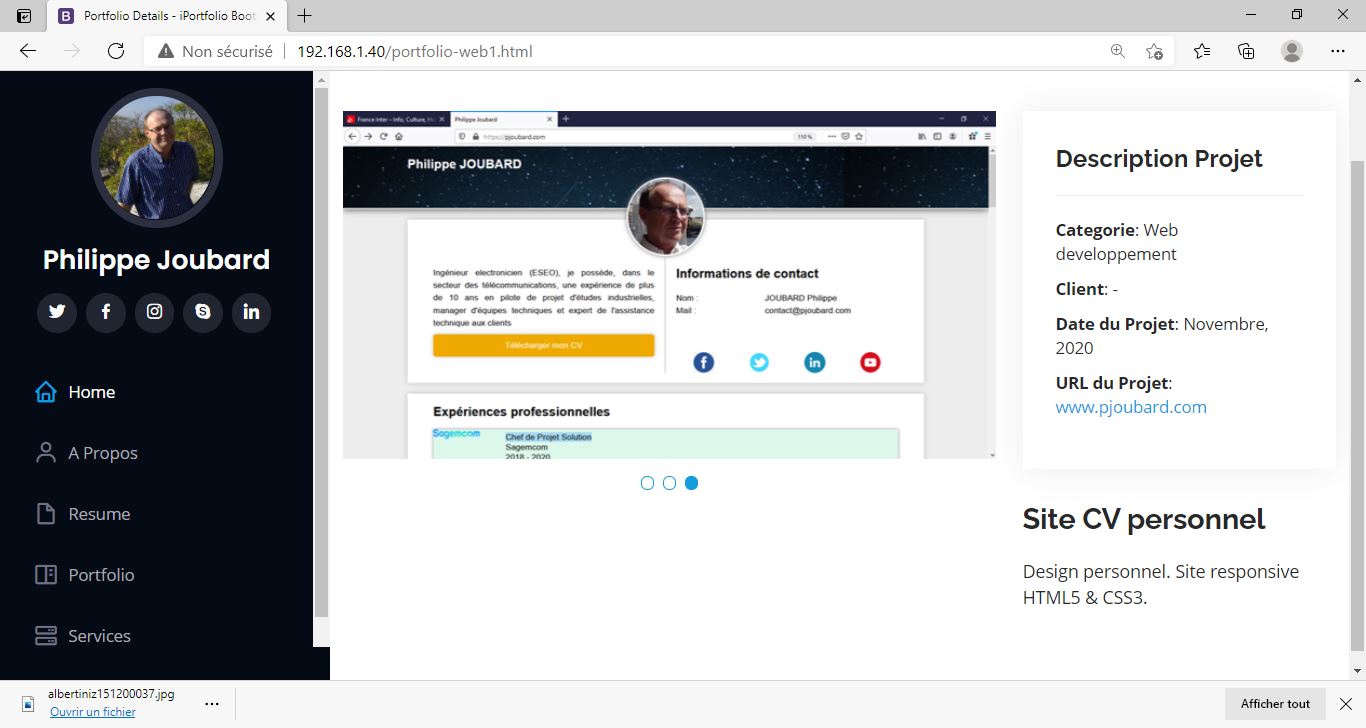 Portfolio Details - iPortfolio Boot
Non sécurisé
192.168.1.40/portfolio-web1.html
Philippe Joubard
Home
A Propos
Resume
Portfolio
Services
France Inter – Info, Culture,
Philippe Joubard
https://pjoubard.com
110%
Philippe JOUBARD
Ingénieur electronicien (ESEO), je possède, dans le
secteur des télécommunications, une expérience de plus
de 10 ans en pilote de projet d'études industrielles,
manager d'équipes techniques et expert de l'assistance
technique aux clients
Télécharger mon CV
Informations de contact
Nom : JOUBARD Philippe
Mail : contact@pjoubard.com
Expériences professionnelles
Sagemcom
Chef de Projet Solution
Sagemcom
2018 - 2020
Description Projet
Categorie: Web
developpement
Client: -
Date du Projet: Novembre,
2020
URL du Projet:
www.pjoubard.com
Site CV personnel
Design personnel. Site responsive
HTML5 & CSS3.
albertiniz151200037.jpg
Ouvrir un fichier
Afficher tout